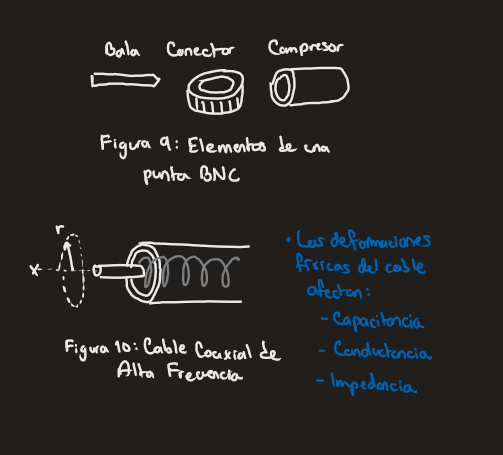 Bala Conector Compresor
Figura 9: Elementos de una
punta BNC
r
x
Figura 10: Cable Coaxial de
Alta Frecuencia
• Las deformaciones
físicas del cable
afectan:
- Capacitancia
- Conductancia
- Impedancia